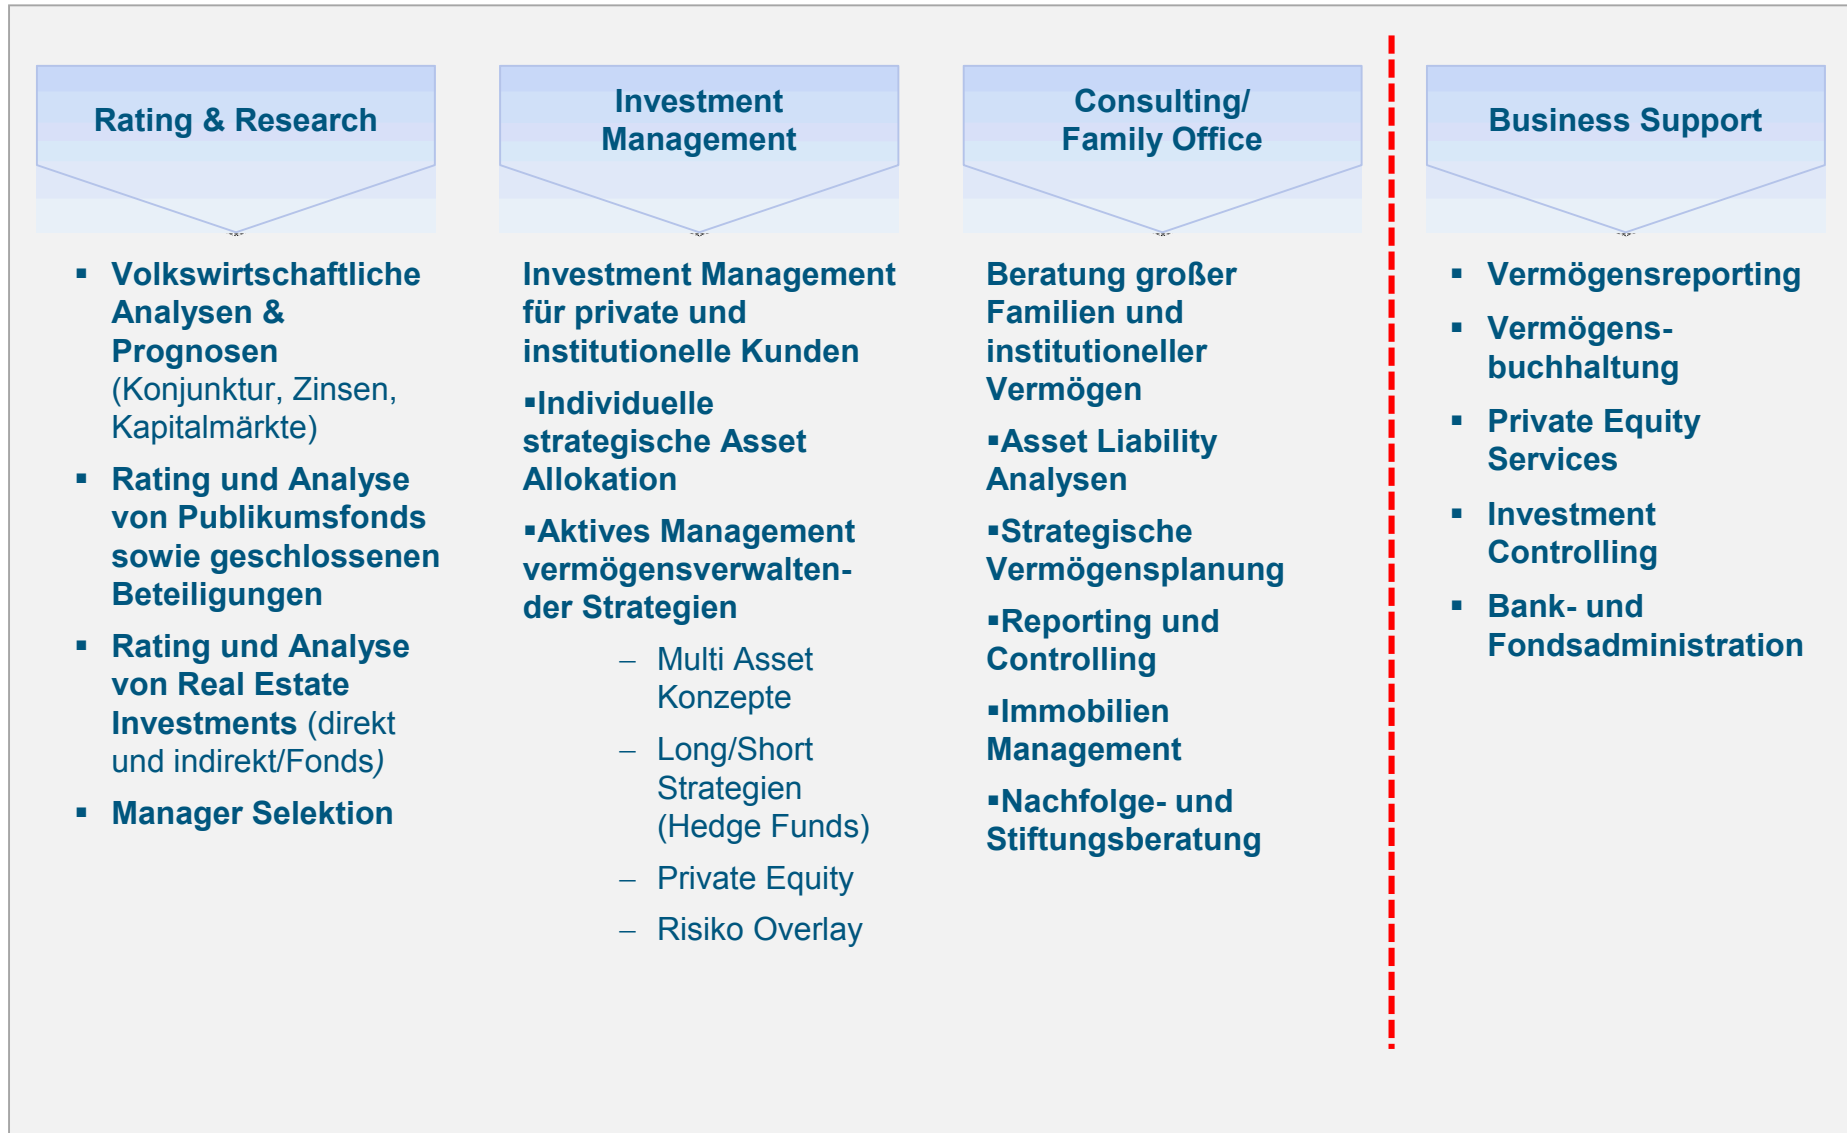 Rating & Research
▪ Volkswirtschaftliche
Analysen &
Prognosen
(Konjunktur, Zinsen,
Kapitalmärkte)
▪ Rating und Analyse
von Publikumsfonds
sowie geschlossenen
Beteiligungen
▪ Rating und Analyse
von Real Estate
Investments (direkt
und indirekt/Fonds)
▪ Manager Selektion
Investment
Management
Investment Management
für private und
institutionelle Kunden
▪Individuelle
strategische Asset
Allokation
▪Aktives Management
vermögensverwalten-
der Strategien
– Multi Asset
Konzepte
– Long/Short
Strategien
(Hedge Funds)
– Private Equity
– Risiko Overlay
Consulting/
Family Office
Beratung großer
Familien und
institutioneller
Vermögen
▪Asset Liability
Analysen
▪Strategische
Vermögensplanung
▪Reporting und
Controlling
▪Immobilien
Management
▪Nachfolge- und
Stiftungsberatung
Business Support
▪ Vermögensreporting
▪ Vermögens-
buchhaltung
▪ Private Equity
Services
▪ Investment
Controlling
▪ Bank- und
Fondsadministration